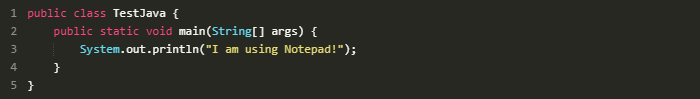 1 public class TestJava {
2     public static void main(String[] args) {
3         System.out.println("I am using Notepad!");
4     }
5 }